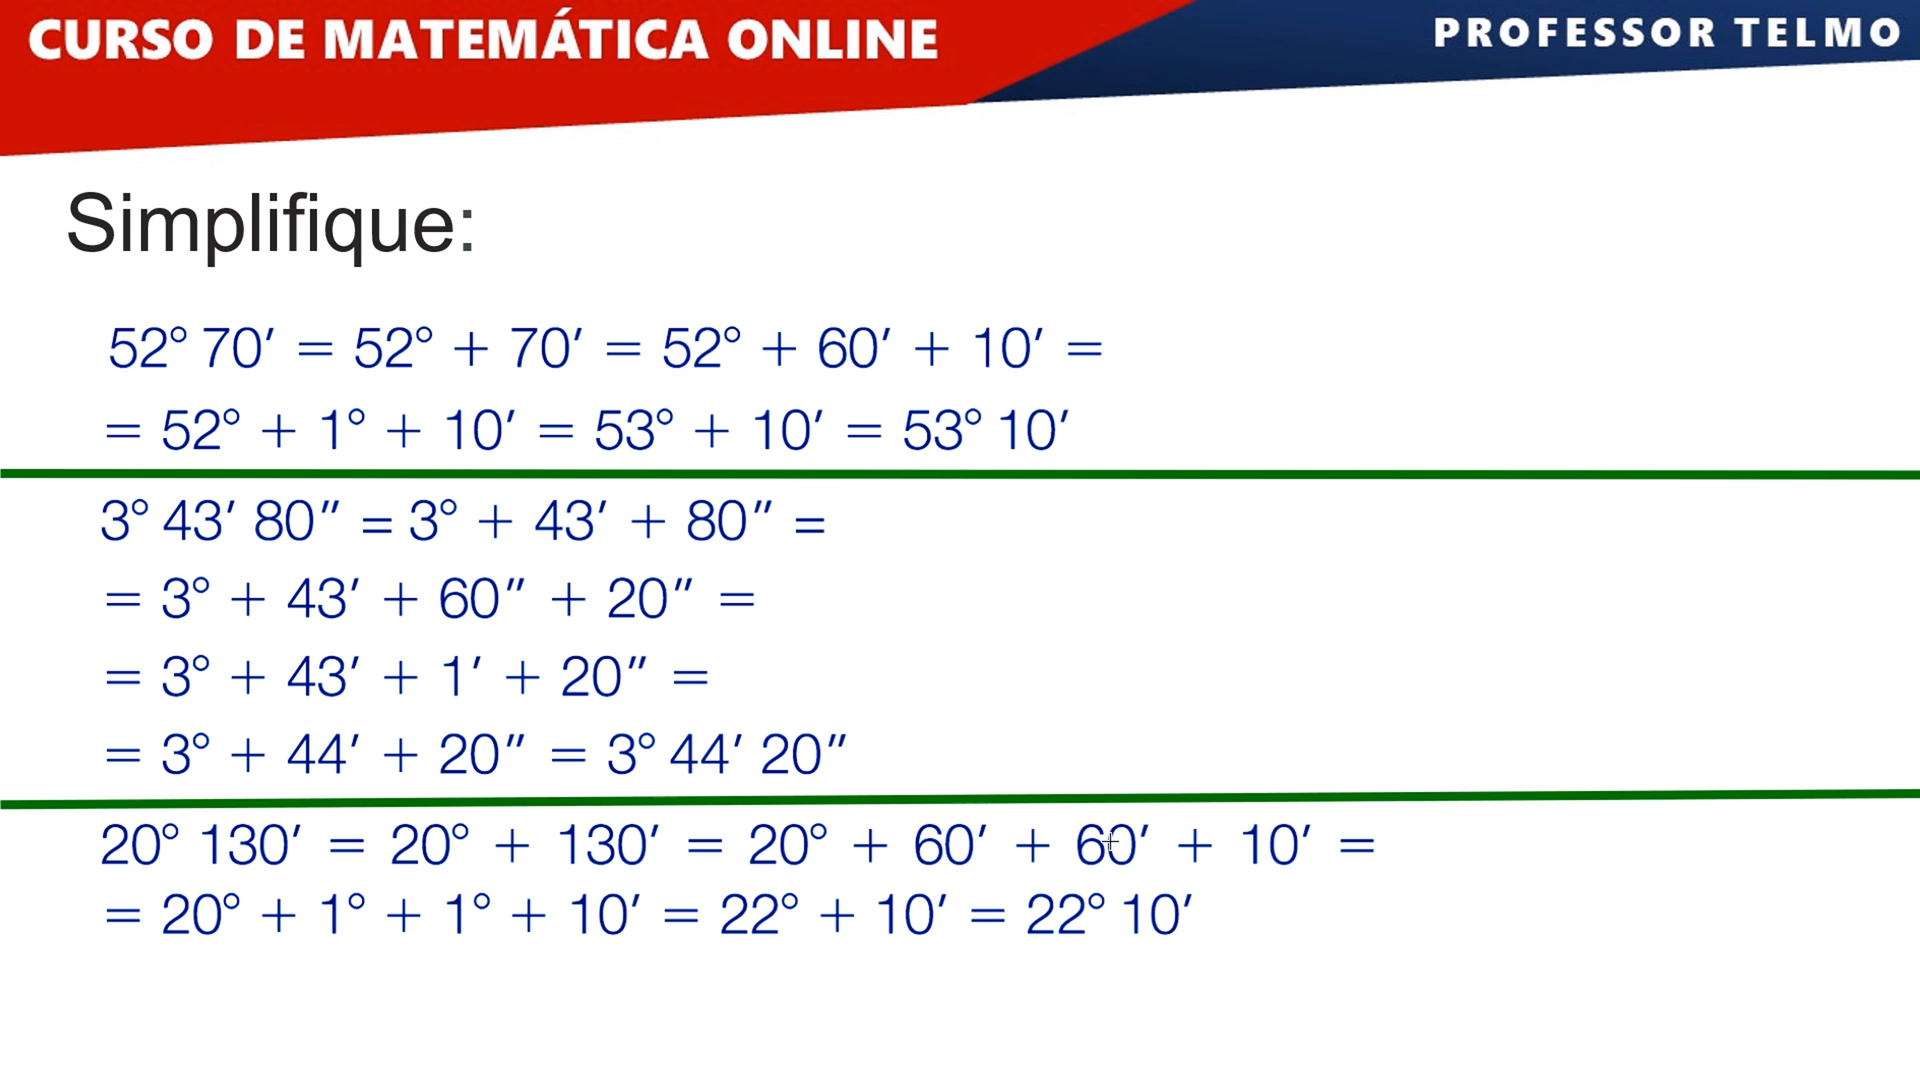 CURSO DE MATEMÁTICA ONLINE
PROFESSOR TELMO
Simplifique:
52° 70′ = 52° + 70′ = 52° + 60′ + 10′ =
= 52° + 1° + 10′ = 53° + 10′ = 53° 10′
3° 43′ 80″ = 3° + 43′ + 80″ =
= 3° + 43′ + 60″ + 20″ =
= 3° + 43′ + 1′ + 20″ =
= 3° + 44′ + 20″ = 3° 44′ 20″
20° 130′ = 20° + 130′ = 20° + 60′ + 60′ + 10′ =
= 20° + 1° + 1° + 10′ = 22° + 10′ = 22° 10′